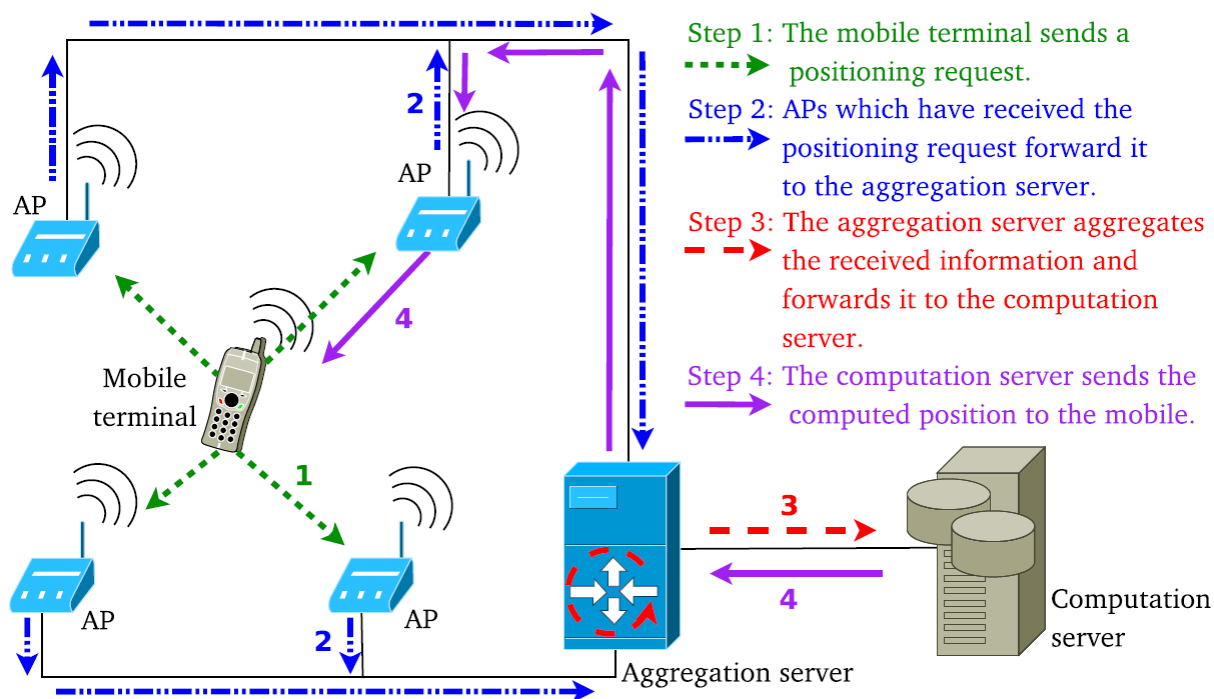 Step 1: The mobile terminal sends a
positioning request.
Step 2: APs which have received the
positioning request forward it
to the aggregation server.
Step 3: The aggregation server aggregates
the received information and
forwards it to the computation
server.
Step 4: The computation server sends the
computed position to the mobile.
2
AP
AP
4
Mobile
terminal
1
3
4
AP
AP
2
Computation
server
Aggregation server